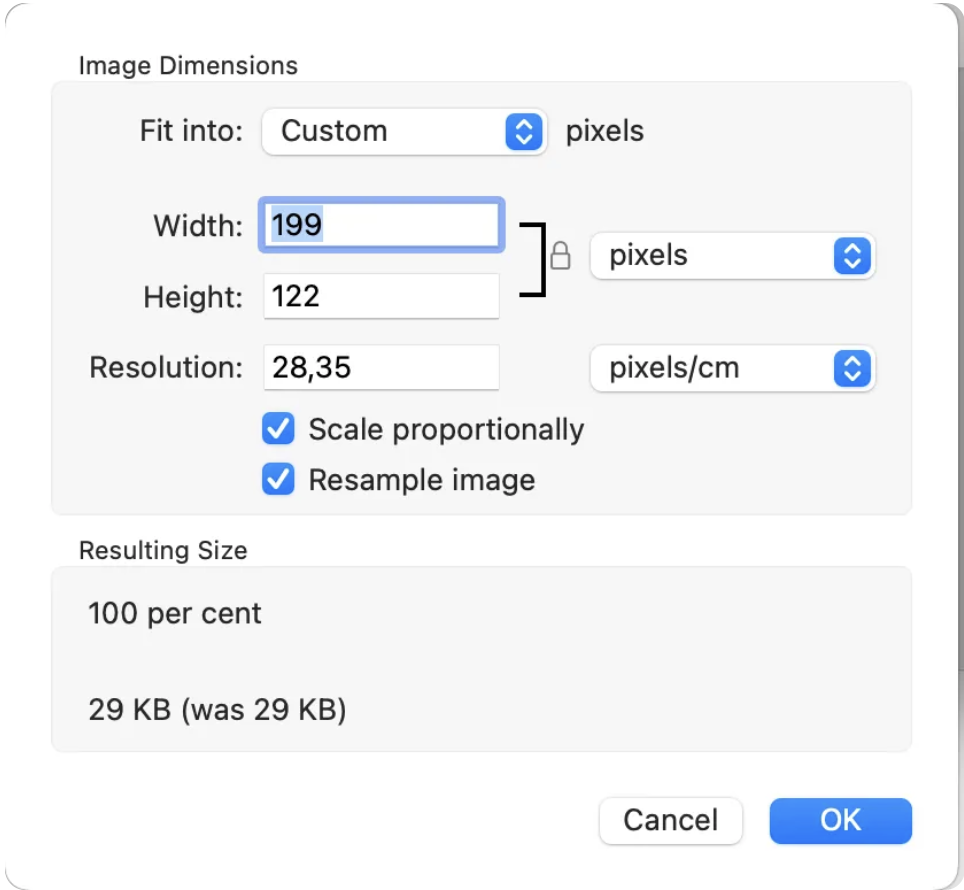 Image Dimensions
Fit into: Custom pixels
Width: 199
pixels
Height: 122
Resolution: 28,35 pixels/cm
Scale proportionally
Resample image
Resulting Size
100 per cent
29 KB (was 29 KB)
Cancel OK